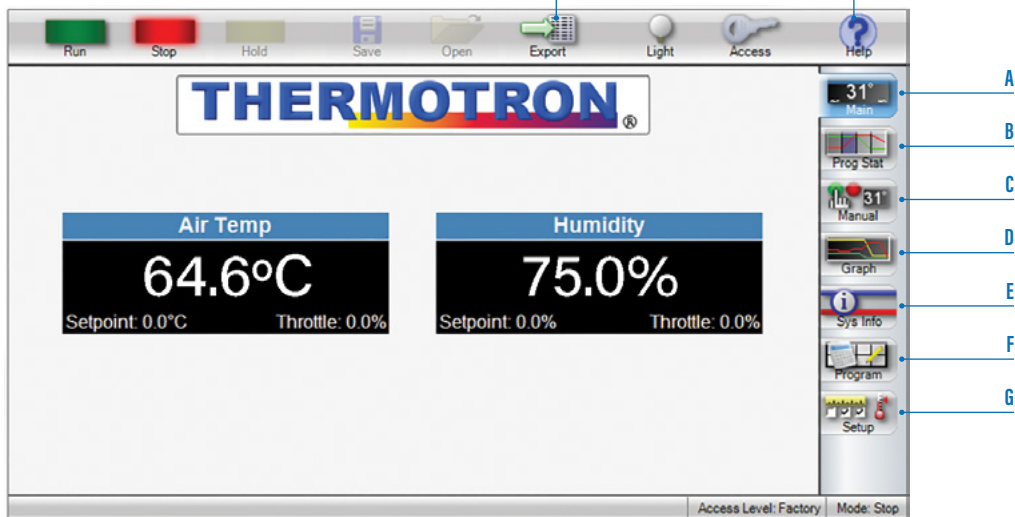 Run Stop Hold Save Open Export Light Access Help
THERMOTRON®
31°
Main
A
Prog Stat
B
31°
Manual
C
Graph
D
i
Sys Info
E
Program
F
Setup
G
Air Temp
64.6ºC
Setpoint: 0.0°C Throttle: 0.0%
Humidity
75.0%
Setpoint: 0.0% Throttle: 0.0%
Access Level: Factory Mode: Stop